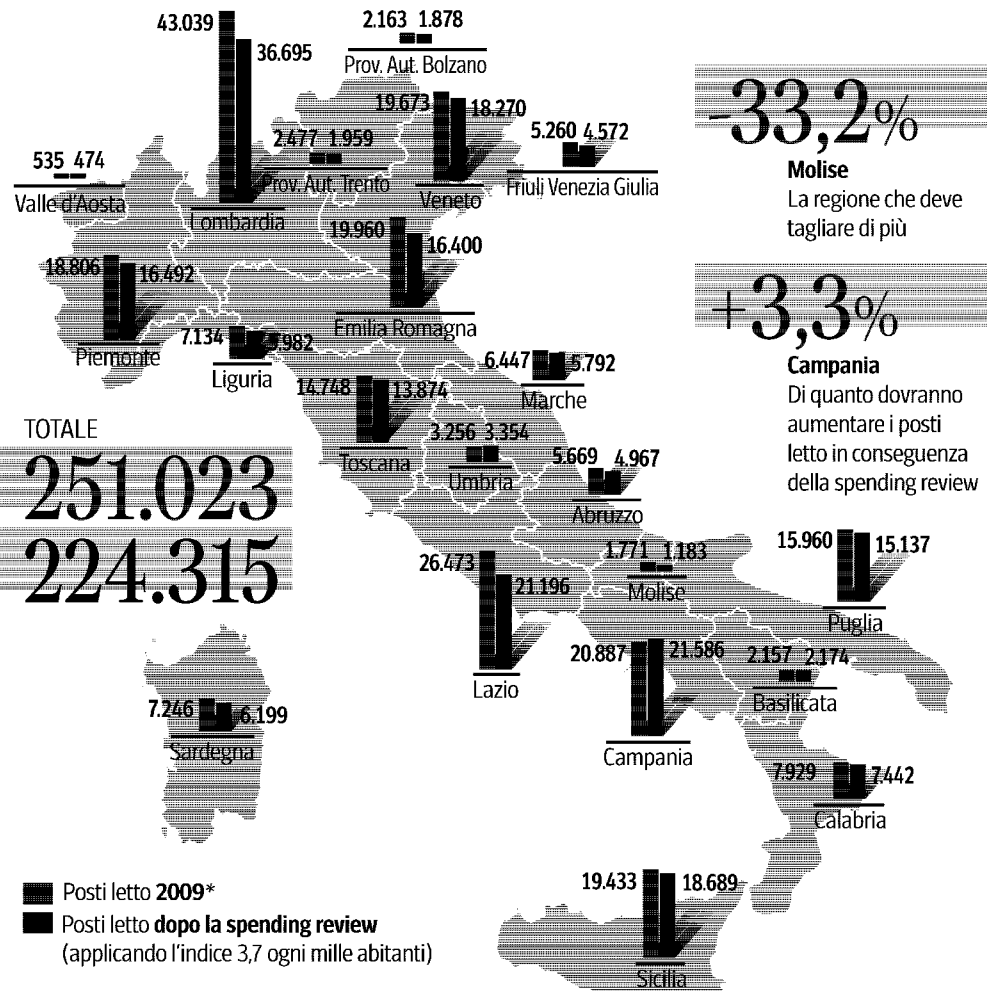 43.039
36.695
Lombardia
2.163 1.878
Prov. Aut. Bolzano
19.673
18.270
Veneto
2.477 1.959
Prov. Aut. Trento
5.260 4.572
Friuli Venezia Giulia
535 474
Valle d'Aosta
19.960
16.400
Emilia Romagna
18.806
16.492
Piemonte
7.134
5.982
Liguria
6.447
5.792
Marche
14.748
13.874
Toscana
3.256 3.354
Umbria
5.669
4.967
Abruzzo
26.473
21.196
Lazio
1.771 1.183
Molise
15.960
15.137
Puglia
20.887
21.586
Campania
2.157 2.174
Basilicata
7.246
6.199
Sardegna
7.929
7.442
Calabria
19.433
18.689
Sicilia
-33,2%
Molise
La regione che deve
tagliare di più
+3,3%
Campania
Di quanto dovranno
aumentare i posti
letto in conseguenza
della spending review
TOTALE
251.023
224.315
Posti letto 2009*
Posti letto dopo la spending review
(applicando l'indice 3,7 ogni mille abitanti)